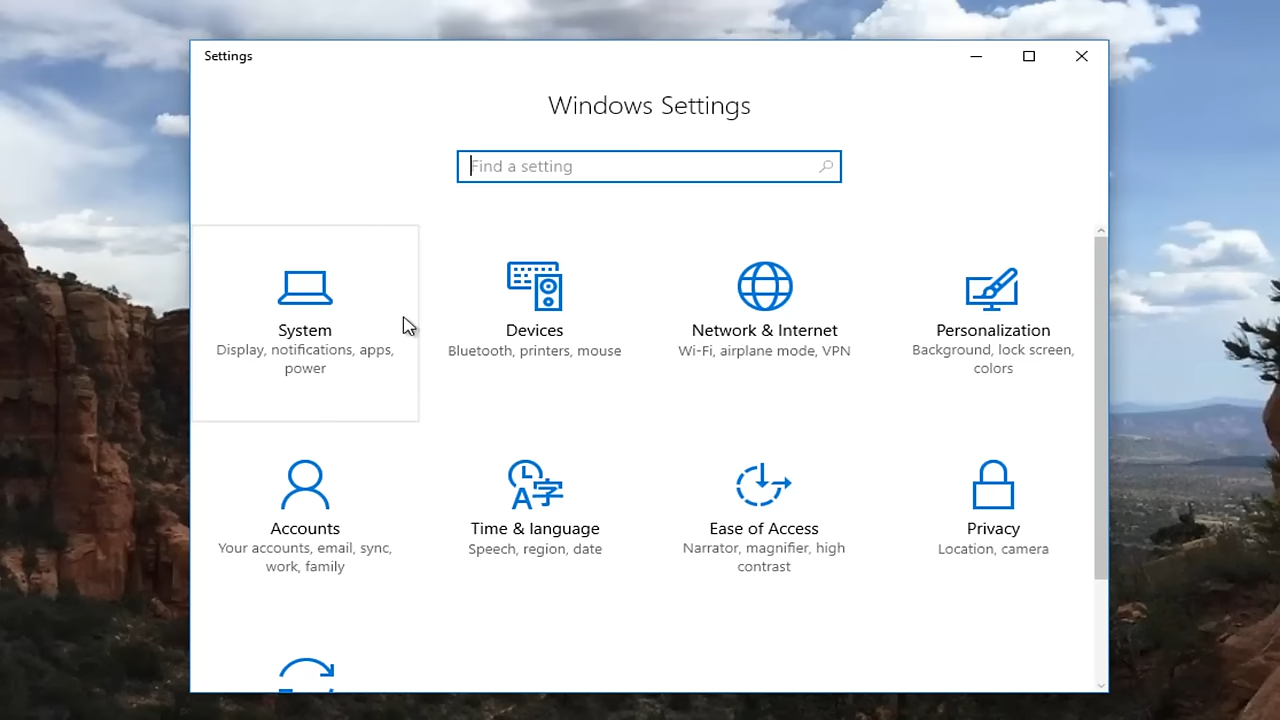 Settings
Windows Settings
Find a setting
System
Display, notifications, apps,
power
Devices
Bluetooth, printers, mouse
Network & Internet
Wi-Fi, airplane mode, VPN
Personalization
Background, lock screen,
colors
Accounts
Your accounts, email, sync,
work, family
Time & language
Speech, region, date
Ease of Access
Narrator, magnifier, high
contrast
Privacy
Location, camera